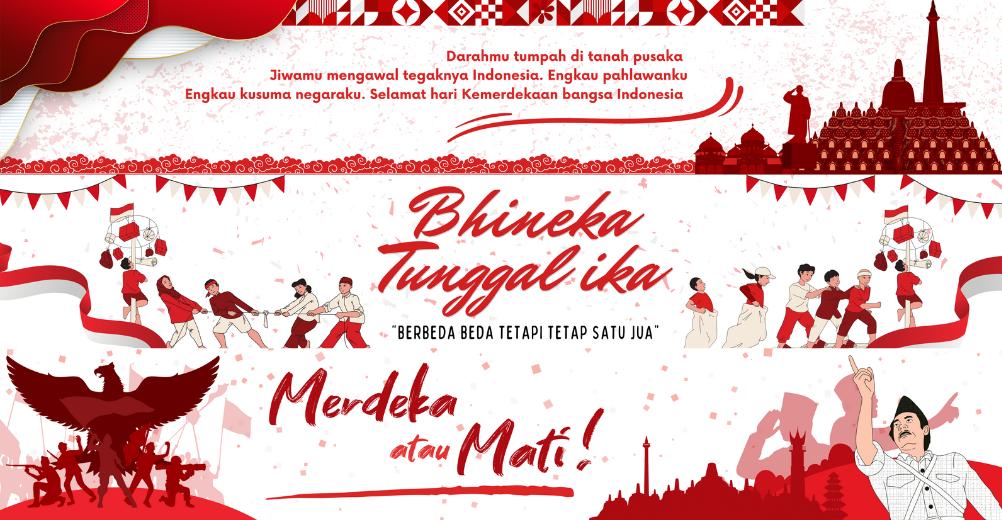 Darahmu tumpah di tanah pusaka
Jiwamu mengawal tegaknya Indonesia. Engkau pahlawanku
Engkau kusuma negaraku. Selamat hari Kemerdekaan bangsa Indonesia
Bhineka
Tunggal ika
"BERBEDA BEDA TETAPI TETAP SATU JUA"
Merdeka
atau Mati!